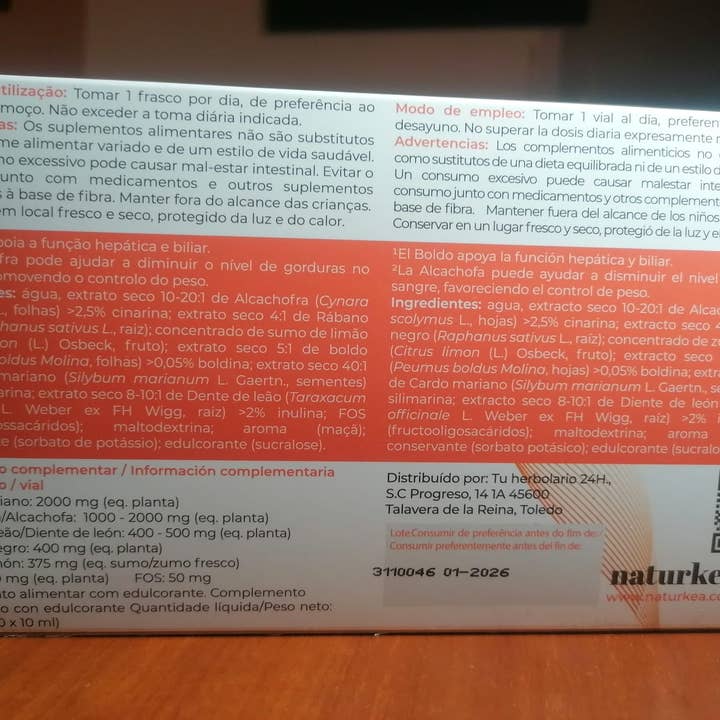 tilização: Tomar 1 frasco por dia, de preferência ao
moço. Não exceder a toma diária indicada.
as: Os suplementos alimentares não são substitutos
me alimentar variado e de um estilo de vida saudável.
mo excessivo pode causar mal-estar intestinal. Evitar o
unto com medicamentos e outros suplementos
s à base de fibra. Manter fora do alcance das crianças.
em local fresco e seco, protegido da luz e do calor.
poia a função hepática e biliar.
fra pode ajudar a diminuir o nível de gorduras no
omovendo o controlo do peso.
es: água, extrato seco 10-20:1 de Alcachofra (Cynara
L., folhas) >2,5% cinarina; extrato seco 4:1 de Rábano
phanus sativus L., raiz); concentrado de sumo de limão
on (L.) Osbeck, fruto); extrato seco 5:1 de boldo
oldus Molina, folhas) >0,05% boldina; extrato seco 40:1
mariano (Silybum marianum L. Gaertn., sementes)
arina; extrato seco 8-10:1 de Dente de leão (Taraxacum
L. Weber ex FH Wigg, raiz) >2% inulina; FOS
ossacáridos); maltodextrina; aroma (maçã);
te (sorbato de potássio); edulcorante (sucralose).
o complementar / Información complementaria
o / vial
iano: 2000 mg (eq. planta)
/Alcachofa: 1000 - 2000 mg (eq. planta)
eão/Diente de león: 400 - 500 mg (eq. planta)
egro: 400 mg (eq. planta)
món: 375 mg (eq. sumo/zumo fresco)
mg (eq. planta) FOS: 50 mg
to alimentar com edulcorante. Complemento
o con edulcorante Quantidade líquida/Peso neto:
0 x 10 ml)
Modo de empleo: Tomar 1 vial al día, preferent
desayuno. No superar la dosis diaria expresamente r
Advertencias: Los complementos alimenticios no
como sustitutos de una dieta equilibrada ni de un estilo d
Un consumo excesivo puede causar malestar inte
consumo junto con medicamentos y otros complement
base de fibra. Mantener fuera del alcance de los niños
Conservar en un lugar fresco y seco, protegió de la luz y e
¹El Boldo apoya la función hepática y biliar.
²La Alcachofa puede ayudar a disminuir el nivel
sangre, favoreciendo el control de peso.
Ingredientes: agua, extracto seco 10-20:1 de Alcac
scolymus L., hojas) >2,5% cinarina; extracto seco 4
negro (Raphanus sativus L., raíz); concentrado de zu
(Citrus limon (L.) Osbeck, fruto); extracto seco
(Peumus boldus Molina, hojas) >0,05% boldina; extra
de Cardo mariano (Silybum marianum L. Gaertn., se
silimarina; extracto seco 8-10:1 de Diente de león
officinale L. Weber ex FH Wigg, raíz) >2% i
(fructooligosacáridos); maltodextrina; aroma
conservante (sorbato potásico); edulcorante (sucralo
Distribuído por: Tu herbolario 24H.,
S.C Progreso, 14 1A 45600
Talavera de la Reina, Toledo
Lote Consumir de preferência antes do fim de:
Consumir preferentemente antes del fin de:
3110046 01-2026
naturkea
www.naturkea.co